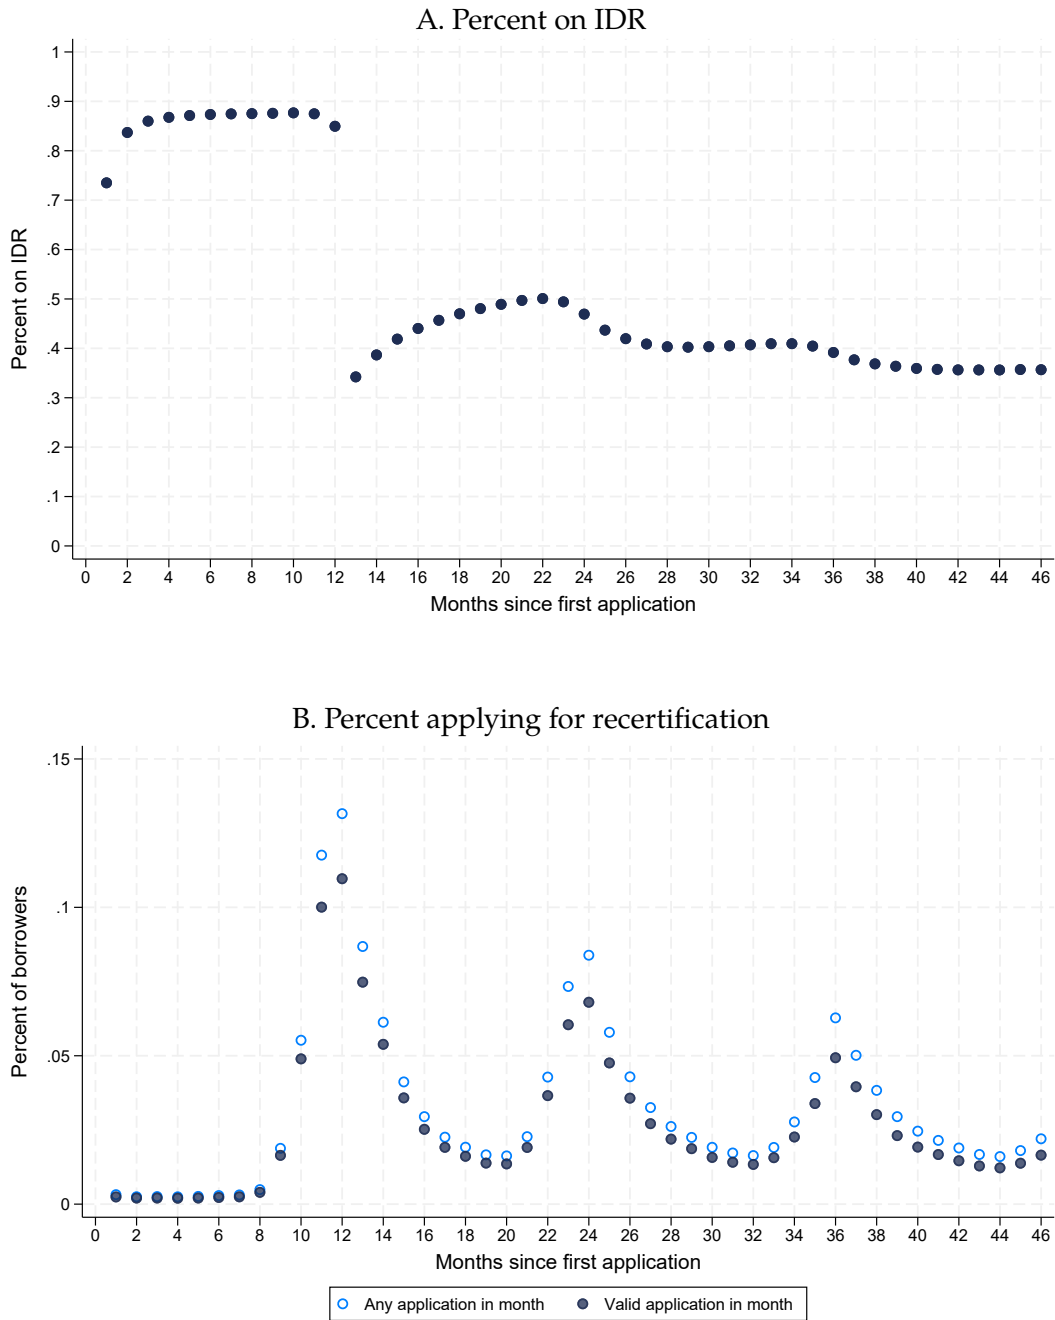 A. Percent on IDR
1
.9
.8
.7
.6
.5
.4
.3
.2
.1
0
Percent on IDR
0 2 4 6 8 10 12 14 16 18 20 22 24 26 28 30 32 34 36 38 40 42 44 46
Months since first application
B. Percent applying for recertification
.15
.1
.05
0
Percent of borrowers
0 2 4 6 8 10 12 14 16 18 20 22 24 26 28 30 32 34 36 38 40 42 44 46
Months since first application
Any application in month Valid application in month